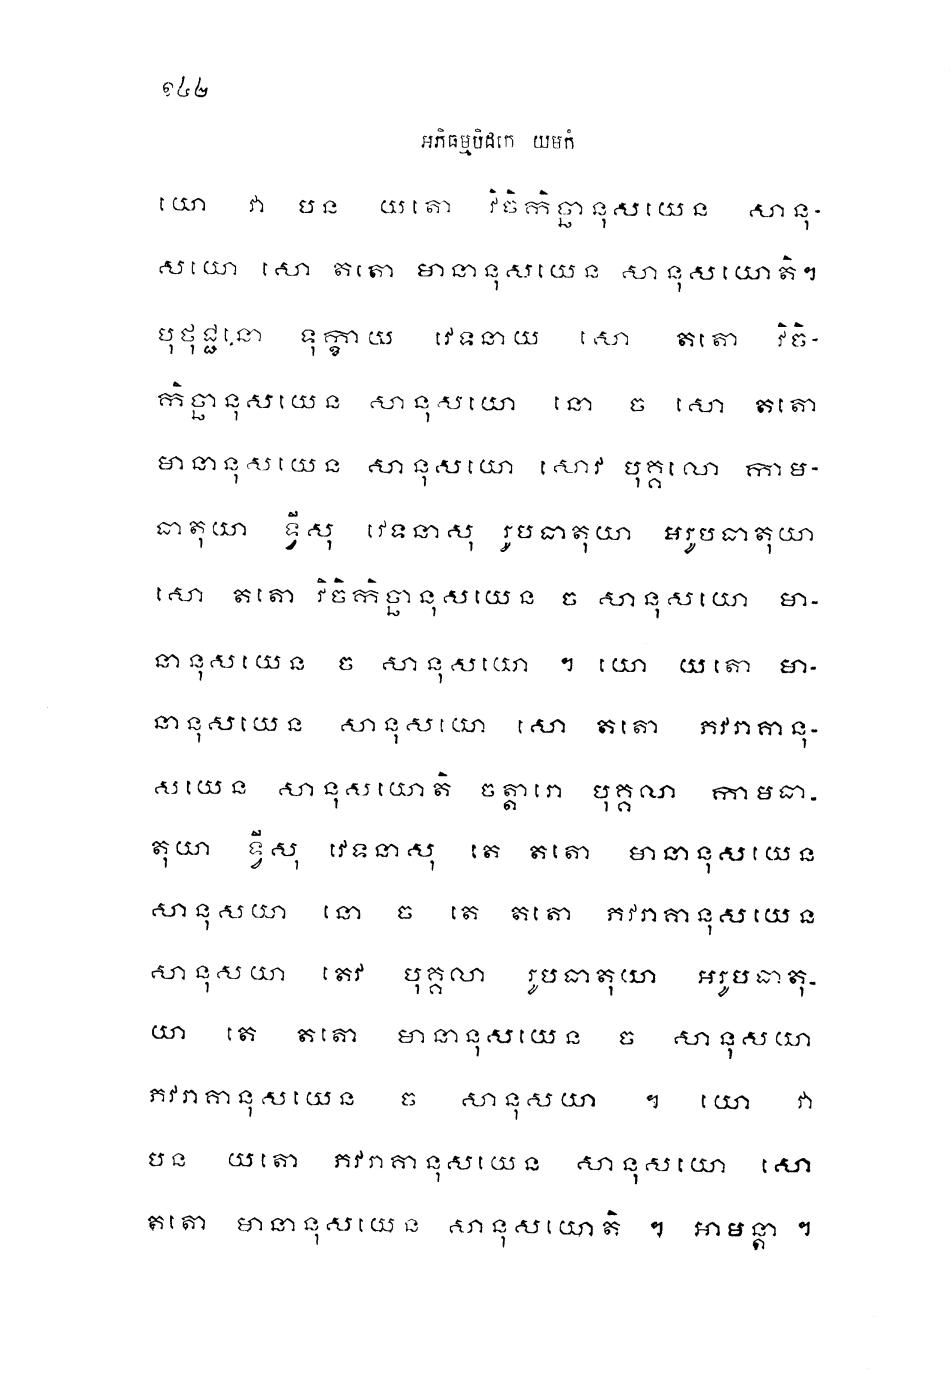 ១៤២
អភិធម្មបិដកេ យមកំ
យោ វា បន យតោ វិចិកិច្ឆានុសយេន សានុ-
សយោ សោ តតោ មានានុសយេន សានុសយោតិ។
បុថុជ្ជនោ ទុក្ខាយ វេទនាយ សោ តតោ វិចិ-
កិច្ឆានុសយេន សានុសយោ នោ ច សោ តតោ
មានានុសយេន សានុសយោ សោវ បុគ្គលោ កាម-
ធាតុយា ទ្វីសុ វេទនាសុ រូបធាតុយា អរូបធាតុយា
សោ តតោ វិចិកិច្ឆានុសយេន ច សានុសយោ មា-
នានុសយេន ច សានុសយោ ។ យោ យតោ មា-
នានុសយេន សានុសយោ សោ តតោ ភវរាគានុ-
សយេន សានុសយោតិ ចត្តារោ បុគ្គលា កាមធា-
តុយា ទ្វីសុ វេទនាសុ តេ តតោ មានានុសយេន
សានុសយា នោ ច តេ តតោ ភវរាគានុសយេន
សានុសយា តេវ បុគ្គលា រូបធាតុយា អរូបធាតុ-
យា តេ តតោ មានានុសយេន ច សានុសយា
ភវរាគានុសយេន ច សានុសយា ។ យោ វា
បន យតោ ភវរាគានុសយេន សានុសយោ សោ
តតោ មានានុសយេន សានុសយោតិ ។ អាមន្តា ។